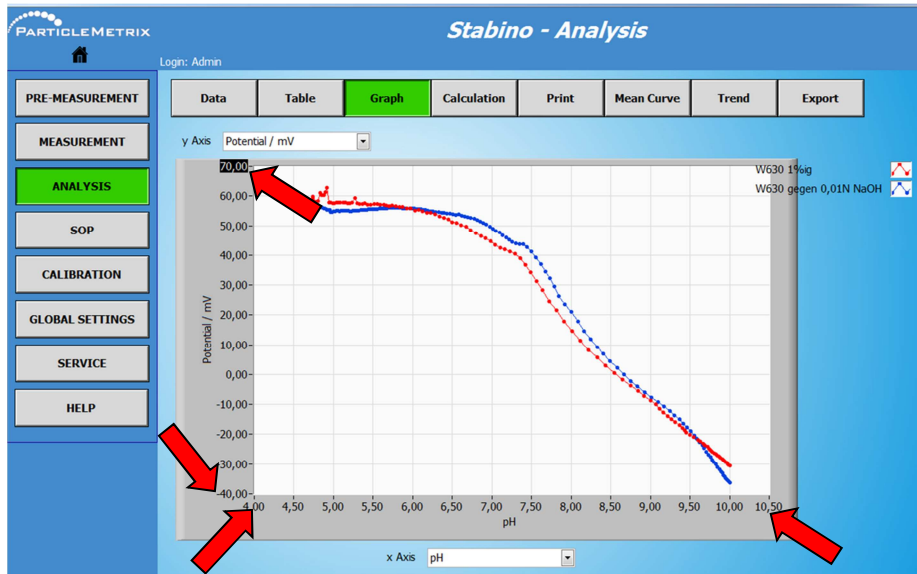 PARTICLEMETRIX
Stabino - Analysis
Login: Admin
PRE-MEASUREMENT
MEASUREMENT
ANALYSIS
SOP
CALIBRATION
GLOBAL SETTINGS
SERVICE
HELP
Data Table Graph Calculation Print Mean Curve Trend Export
y Axis Potential / mV
W630 1%ig
W630 gegen 0,01N NaOH
70,00
60,00
50,00
40,00
30,00
20,00
10,00
0,00
-10,00
-20,00
-30,00
-40,00
Potential / mV
4,00 4,50 5,00 5,50 6,00 6,50 7,00 7,50 8,00 8,50 9,00 9,50 10,00 10,50
pH
x Axis pH